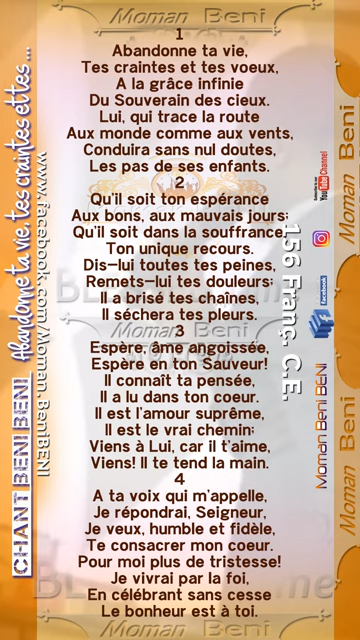 Moman Beni
1
Abandonne ta vie,
Tes craintes et tes voeux,
A la grâce infinie
Du Souverain des cieux.
Lui, qui trace la route
Aux monde comme aux vents,
Conduira sans nul doutes,
Les pas de ses enfants.
2
Qu'il soit ton espérance
Aux bons, aux mauvais jours;
Qu'il soit dans la souffrance,
Ton unique recours.
Dis-lui toutes tes peines,
Remets-lui tes douleurs:
Il a brisé tes chaînes,
Il séchera tes pleurs.
Moman Beni
3
Espère, âme angoissée,
Espère en ton Sauveur!
Il connaît ta pensée,
Il a lu dans ton coeur.
Il est l'amour suprême,
Il est le vrai chemin:
Viens à Lui, car il t'aime,
Viens! Il te tend la main.
4
A ta voix qui m'appelle,
Je répondrai, Seigneur,
Je veux, humble et fidèle,
Te consacrer mon coeur.
Pour moi plus de tristesse!
Je vivrai par la foi,
En célébrant sans cesse
Le bonheur est à toi.
Moman Beni
CHANT BENI BENI
Abandonne ta vie, tes craintes et tes ...
www.facebook.com/Moman.BeniBENI
156 Franç. C.E.
YouTube Channel
facebook
Moman Beni BENI
Moman Beni
Moman Beni